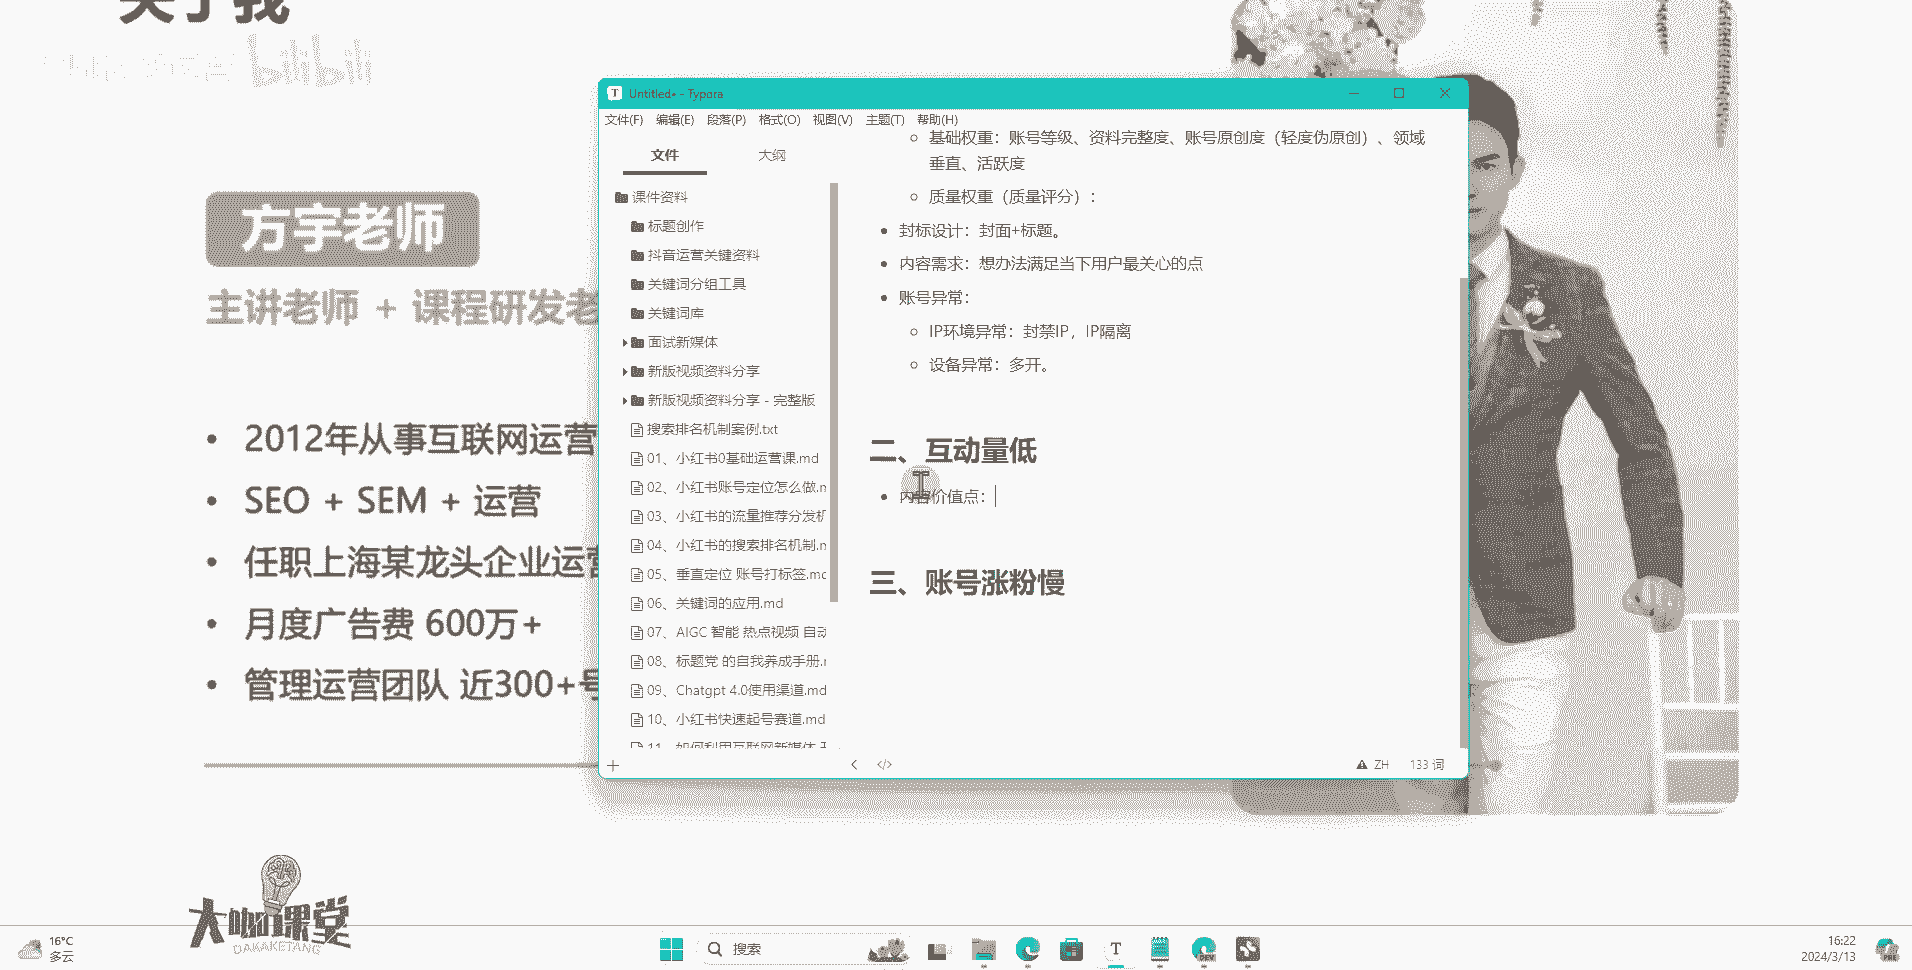 关于我
bilibili
方宇老师
主讲老师 + 课程研发老
• 2012年从事互联网运营
• SEO + SEM + 运营
• 任职上海某龙头企业运营
• 月度广告费 600万+
• 管理运营团队 近300+号
大咖课堂
DAKAKETANG
Untitled• - Typora
文件(F) 编辑(E) 段落(P) 格式(O) 视图(V) 主题(T) 帮助(H)
文件 大纲
课件资料
标题创作
抖音运营关键资料
关键词分组工具
关键词库
面试新媒体
新版视频资料分享
新版视频资料分享 - 完整版
搜索排名机制案例.txt
01、小红书0基础运营课.md
02、小红书账号定位怎么做.m
03、小红书的流量推荐分发机
04、小红书的搜索排名机制.m
05、垂直定位 账号打标签.md
06、关键词的应用.md
07、AIGC 智能 热点视频 自动
08、标题党 的自我养成手册.m
09、Chatgpt 4.0使用渠道.md
10、小红书快速起号赛道.md
11、如何利用互联网新媒体
基础权重：账号等级、资料完整度、账号原创度（轻度伪原创）、领域
垂直、活跃度
质量权重（质量评分）：
• 封标设计：封面+标题。
• 内容需求：想办法满足当下用户最关心的点
• 账号异常：
IP环境异常：封禁IP，IP隔离
设备异常：多开。
二、互动量低
• 内容价值点：
三、账号涨粉慢
ZH 133 词
16°C
多云
搜索
DEV
16:22
2024/3/13
PRE